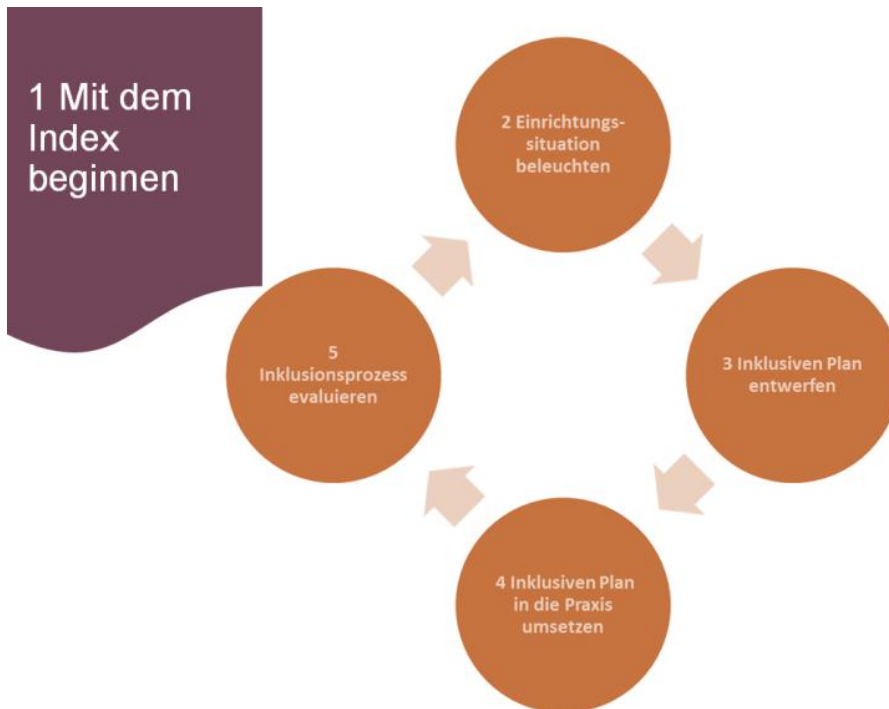 1 Mit dem
Index
beginnen
2 Einrichtungs-
situation
beleuchten
3 Inklusiven Plan
entwerfen
4 Inklusiven Plan
in die Praxis
umsetzen
5
Inklusionsprozess
evaluieren